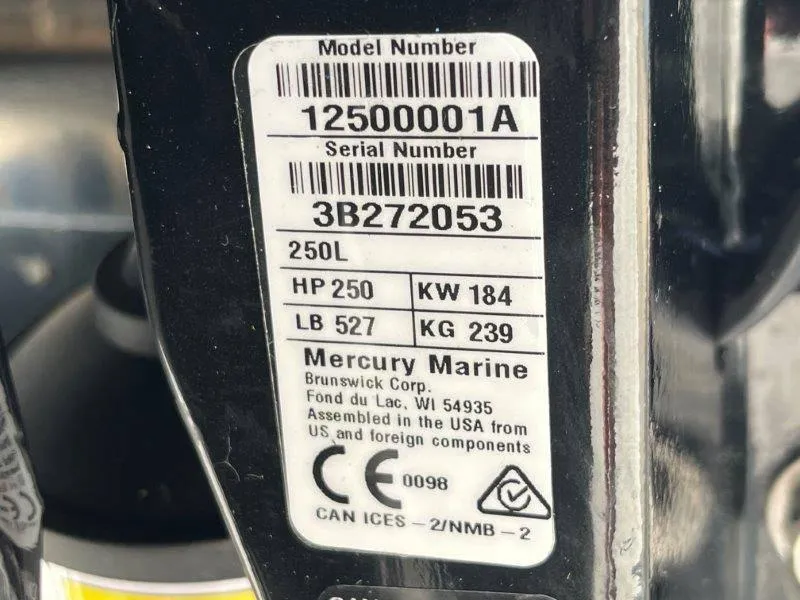 Model Number
12500001A
Serial Number
3B272053
250L
HP 250 KW 184
LB 527 KG 239
Mercury Marine
Brunswick Corp.
Fond du Lac, WI 54935
Assembled in the USA from
US and foreign components
CE 0098
CAN ICES - 2/NMB - 2